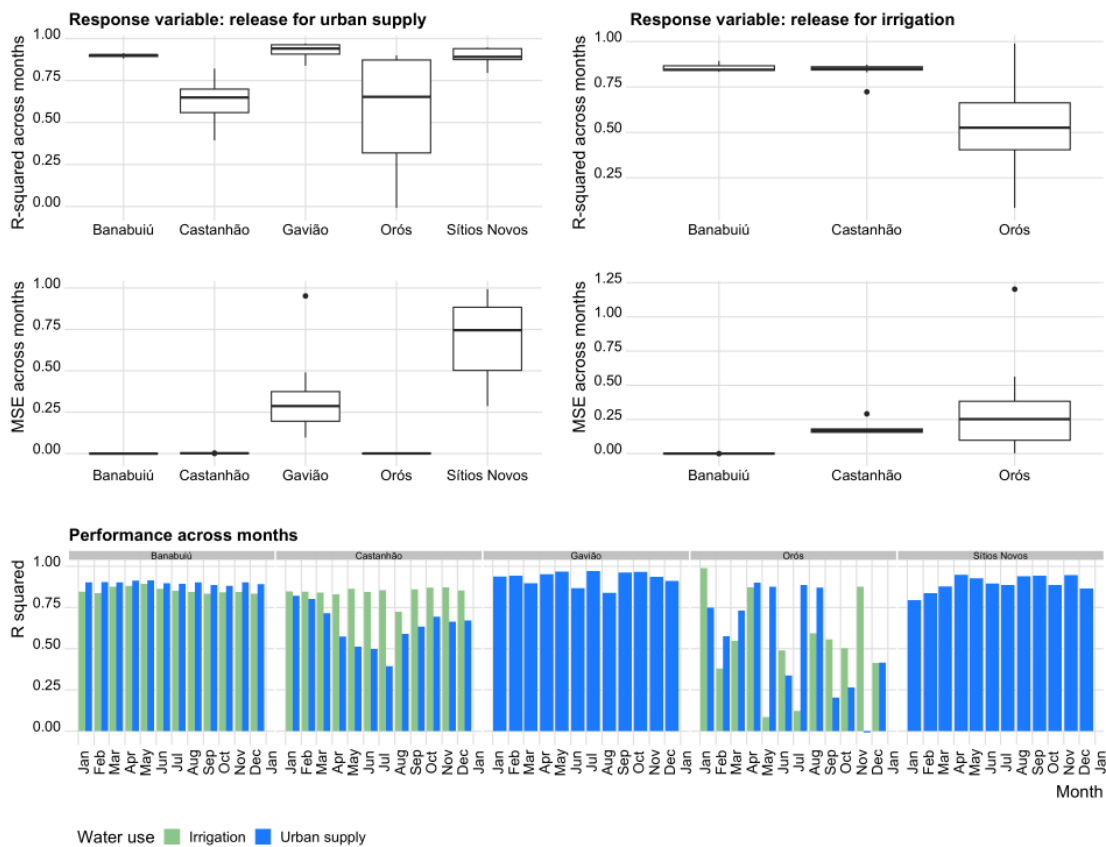 Response variable: release for urban supply
R-squared across months
1.00
0.75
0.50
0.25
0.00
Banabuiú Castanhão Gavião Orós Sítios Novos
Response variable: release for irrigation
R-squared across months
1.00
0.75
0.50
0.25
Banabuiú Castanhão Orós
MSE across months
1.00
0.75
0.50
0.25
0.00
Banabuiú Castanhão Gavião Orós Sítios Novos
MSE across months
1.25
1.00
0.75
0.50
0.25
0.00
Banabuiú Castanhão Orós
Performance across months
Banabuiú Castanhão Gavião Orós Sítios Novos
R squared
1.00
0.75
0.50
0.25
0.00
Jan Feb Mar Apr May Jun Jul Aug Sep Oct Nov Dec Jan
Jan Feb Mar Apr May Jun Jul Aug Sep Oct Nov Dec Jan
Jan Feb Mar Apr May Jun Jul Aug Sep Oct Nov Dec Jan
Jan Feb Mar Apr May Jun Jul Aug Sep Oct Nov Dec Jan
Jan Feb Mar Apr May Jun Jul Aug Sep Oct Nov Dec Jan
Month
Water use Irrigation Urban supply